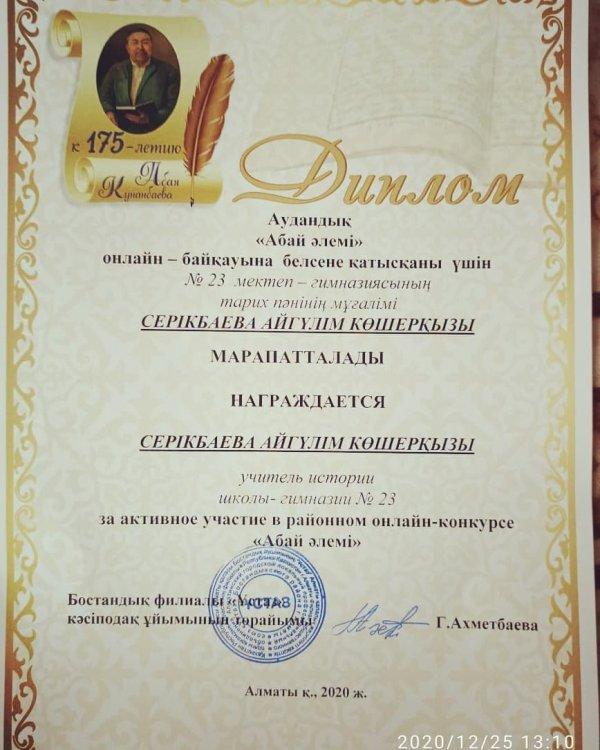 к 175-летию
Абая
Кунанбаева
Диплом
Аудандық
«Абай әлемі»
онлайн – байқауына белсене қатысқаны үшін
№ 23 мектеп – гимназиясының
тарих пәнінің мұғалімі
СЕРІКБАЕВА АЙГҮЛІМ КӨШЕРҚЫЗЫ
МАРАПАТТАЛАДЫ
НАГРАЖДАЕТСЯ
СЕРІКБАЕВА АЙГҮЛІМ КӨШЕРҚЫЗЫ
учитель истории
школы- гимназии № 23
за активное участие в районном онлайн-конкурсе
«Абай әлемі»
ҰСТАЗ
Бостандық филиалы «Ұстаз»
кәсіподақ ұйымының төрайымы Г.Ахметбаева
Алматы қ., 2020 ж.
2020/12/25 13:10